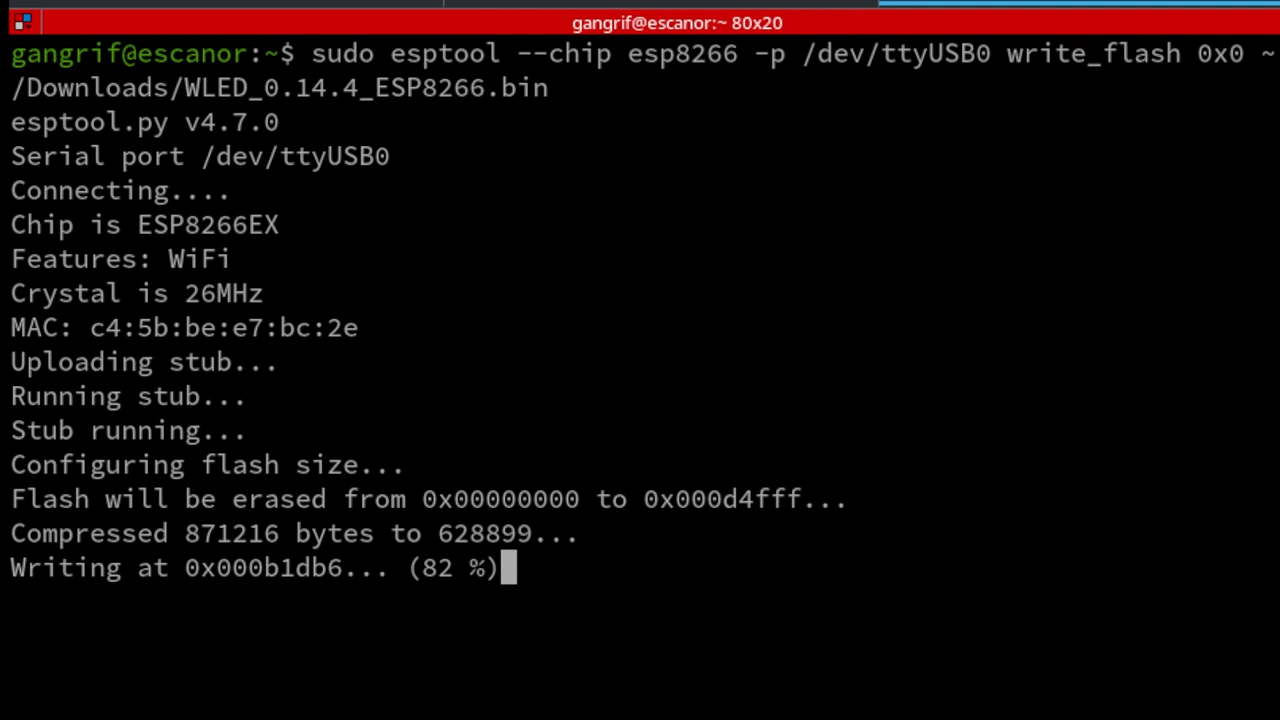 gangrif@escanor:~ 80x20
gangrif@escanor:~$ sudo esptool --chip esp8266 -p /dev/ttyUSB0 write_flash 0x0 ~
/Downloads/WLED_0.14.4_ESP8266.bin
esptool.py v4.7.0
Serial port /dev/ttyUSB0
Connecting....
Chip is ESP8266EX
Features: WiFi
Crystal is 26MHz
MAC: c4:5b:be:e7:bc:2e
Uploading stub...
Running stub...
Stub running...
Configuring flash size...
Flash will be erased from 0x00000000 to 0x000d4fff...
Compressed 871216 bytes to 628899...
Writing at 0x000b1db6... (82 %)